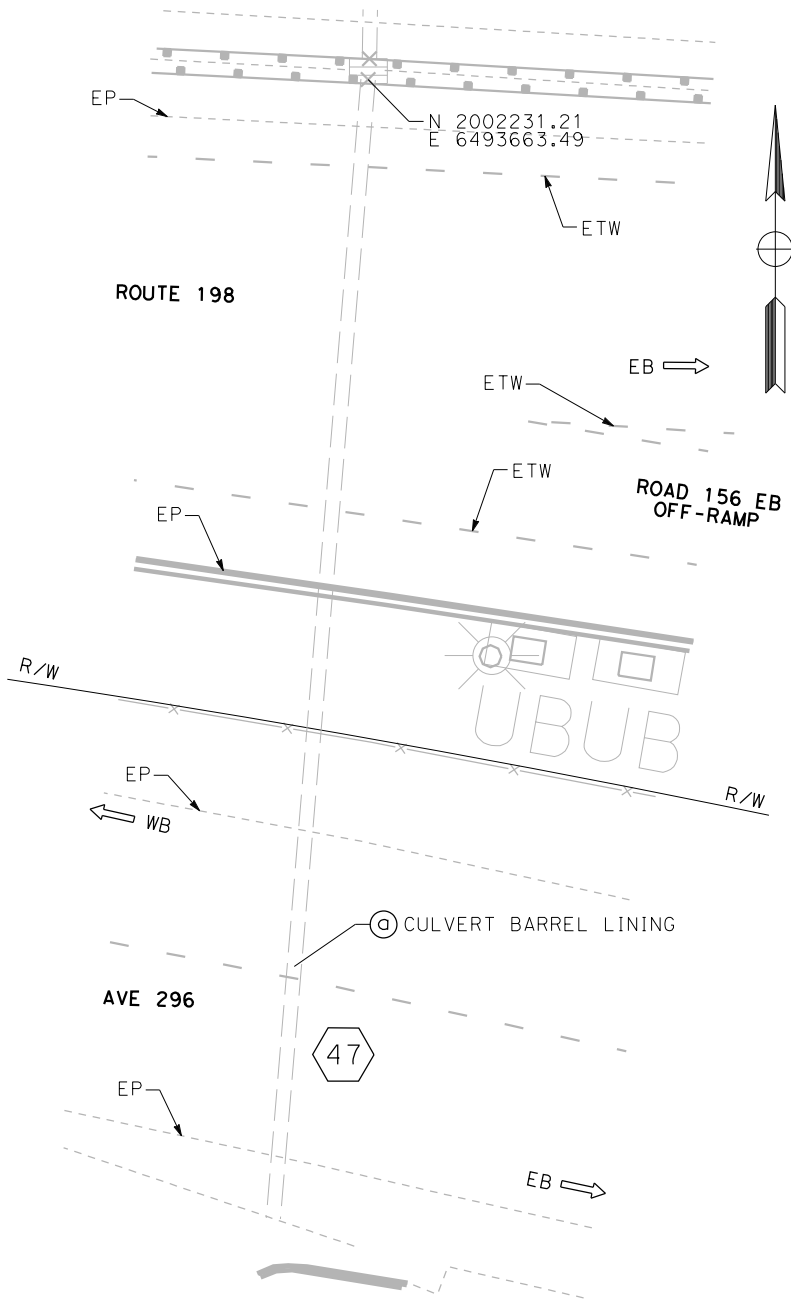 EP
N 2002231.21
E 6493663.49
ETW
ROUTE 198
EB
ETW
ETW
ROAD 156 EB
OFF-RAMP
EP
UBUB
R/W
R/W
EP
WB
a CULVERT BARREL LINING
AVE 296
47
EP
EB